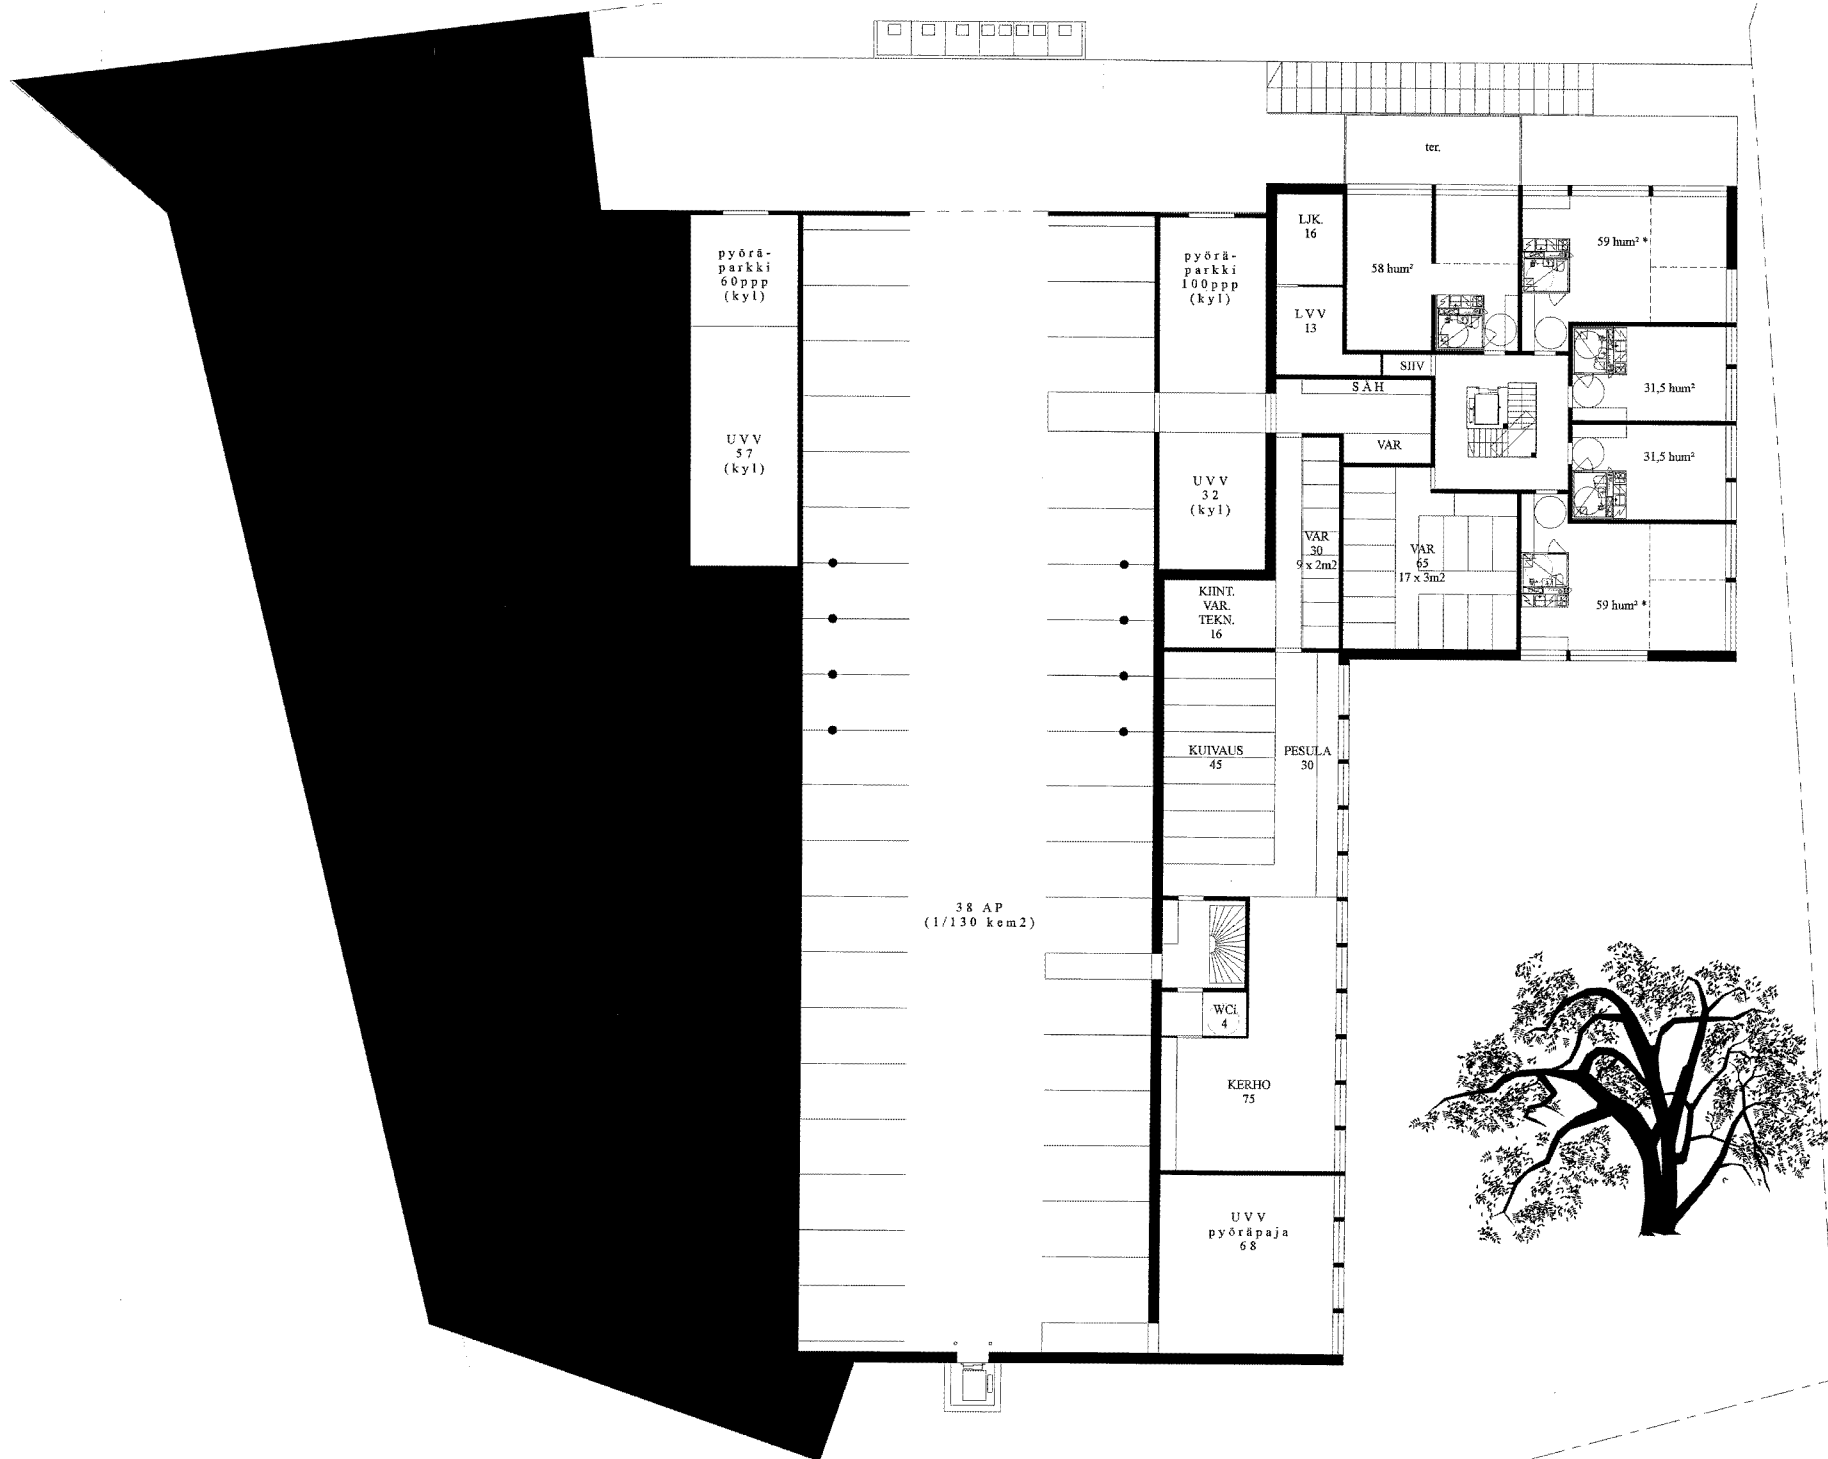 ter.
LJK.
16
58 hum²
59 hum² *
pyörä-
parkki
60ppp
(kyl)
pyörä-
parkki
100ppp
(kyl)
LVV
13
SIIV
SÄH
31,5 hum²
VAR
31,5 hum²
UVV
57
(kyl)
UVV
32
(kyl)
VAR
30
9 x 2m2
VAR
65
17 x 3m2
KIINT.
VAR.
TEKN.
16
59 hum² *
KUIVAUS
45
PESULA
30
38 AP
(1/130 kem2)
WCi
4
KERHO
75
UVV
pyöräpaja
68